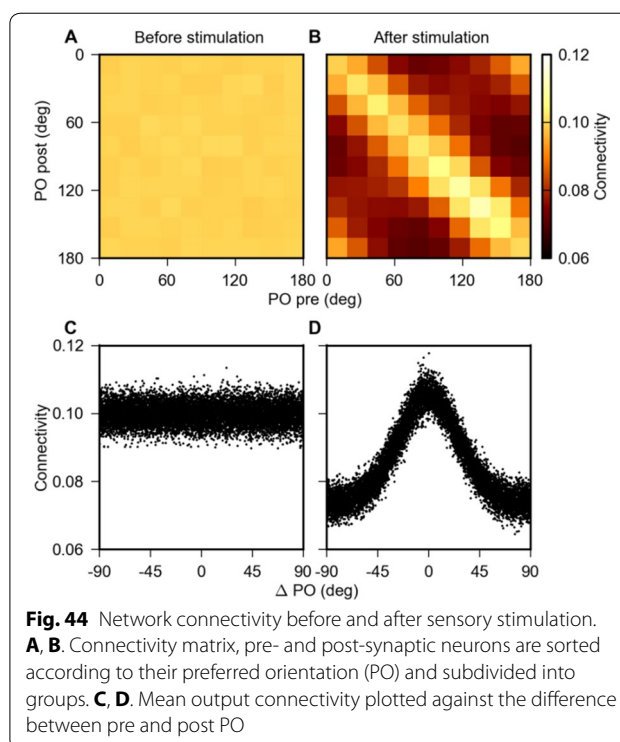 A Before stimulation B After stimulation
0 0.12
60 0.10
PO post (deg) Connectivity
120 0.08
180 0.06
0 60 120 180 0 60 120 180
PO pre (deg)
C D
0.12
0.10
Connectivity
0.08
0.06
-90 -45 0 45 90 -45 0 45 90
Δ PO (deg)
Fig. 44 Network connectivity before and after sensory stimulation.
A, B. Connectivity matrix, pre- and post-synaptic neurons are sorted
according to their preferred orientation (PO) and subdivided into
groups. C, D. Mean output connectivity plotted against the difference
between pre and post PO